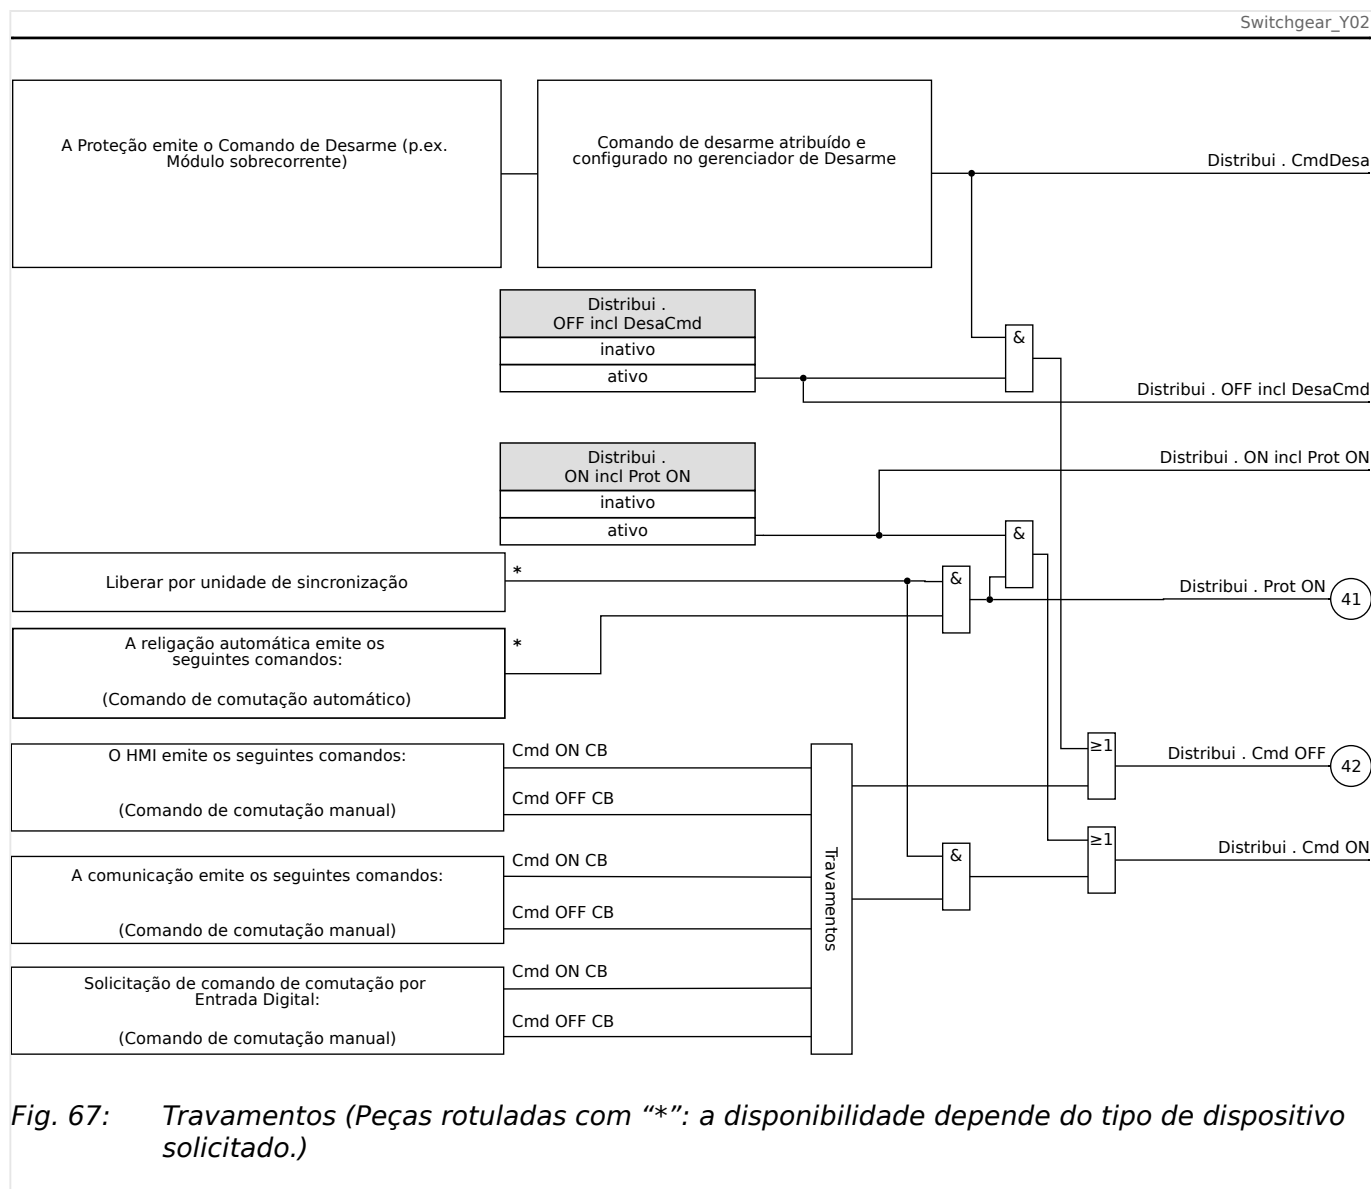 Switchgear_Y02
A Proteção emite o Comando de Desarme (p.ex.
Módulo sobrecorrente)
Comando de desarme atribuído e
configurado no gerenciador de Desarme
Distribui . CmdDesa
Distribui .
OFF incl DesaCmd
inativo
ativo
&
Distribui . OFF incl DesaCmd
Distribui .
ON incl Prot ON
inativo
ativo
Distribui . ON incl Prot ON
&
Liberar por unidade de sincronização
*
&
Distribui . Prot ON
41
A religação automática emite os
seguintes comandos:
(Comando de comutação automático)
*
O HMI emite os seguintes comandos:
(Comando de comutação manual)
Cmd ON CB
Cmd OFF CB
≥1
Distribui . Cmd OFF
42
A comunicação emite os seguintes comandos:
(Comando de comutação manual)
Cmd ON CB
Cmd OFF CB
Travamentos
&
≥1
Distribui . Cmd ON
Solicitação de comando de comutação por
Entrada Digital:
(Comando de comutação manual)
Cmd ON CB
Cmd OFF CB
Fig. 67: Travamentos (Peças rotuladas com “*”: a disponibilidade depende do tipo de dispositivo
solicitado.)